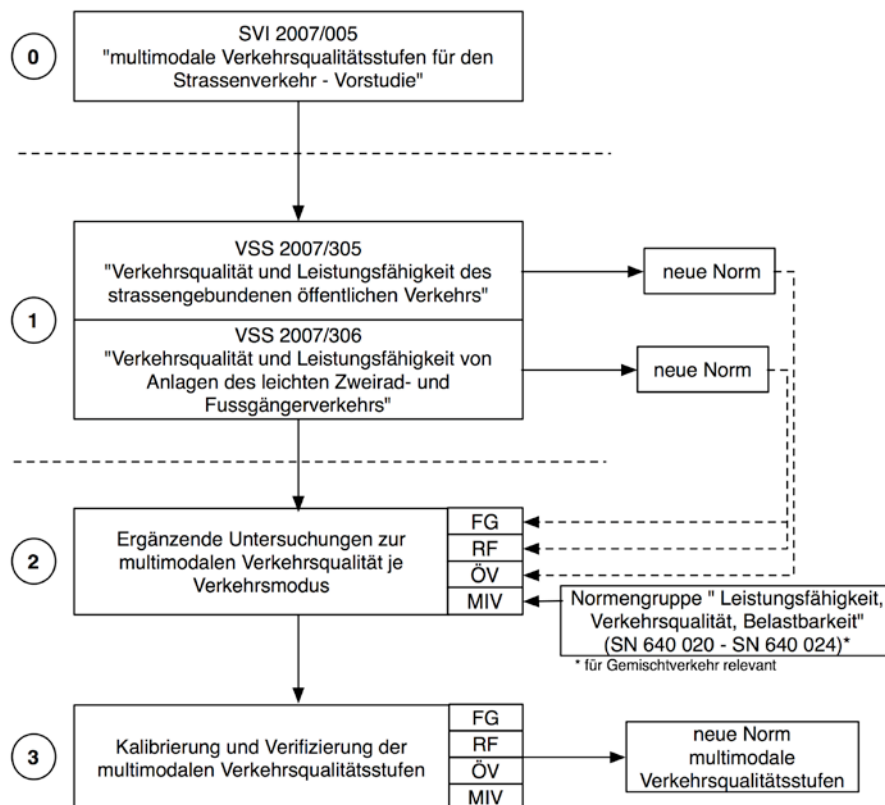 0
SVI 2007/005
"multimodale Verkehrsqualitätsstufen für den
Strassenverkehr - Vorstudie"
1
VSS 2007/305
"Verkehrsqualität und Leistungsfähigkeit des
strassengebundenen öffentlichen Verkehrs"
neue Norm
VSS 2007/306
"Verkehrsqualität und Leistungsfähigkeit von
Anlagen des leichten Zweirad- und
Fussgängerverkehrs"
neue Norm
2
Ergänzende Untersuchungen zur
multimodalen Verkehrsqualität je
Verkehrsmodus
FG
RF
ÖV
MIV
Normengruppe " Leistungsfähigkeit,
Verkehrsqualität, Belastbarkeit"
(SN 640 020 - SN 640 024)*
* für Gemischtverkehr relevant
3
Kalibrierung und Verifizierung der
multimodalen Verkehrsqualitätsstufen
FG
RF
ÖV
MIV
neue Norm
multimodale
Verkehrsqualitätsstufen